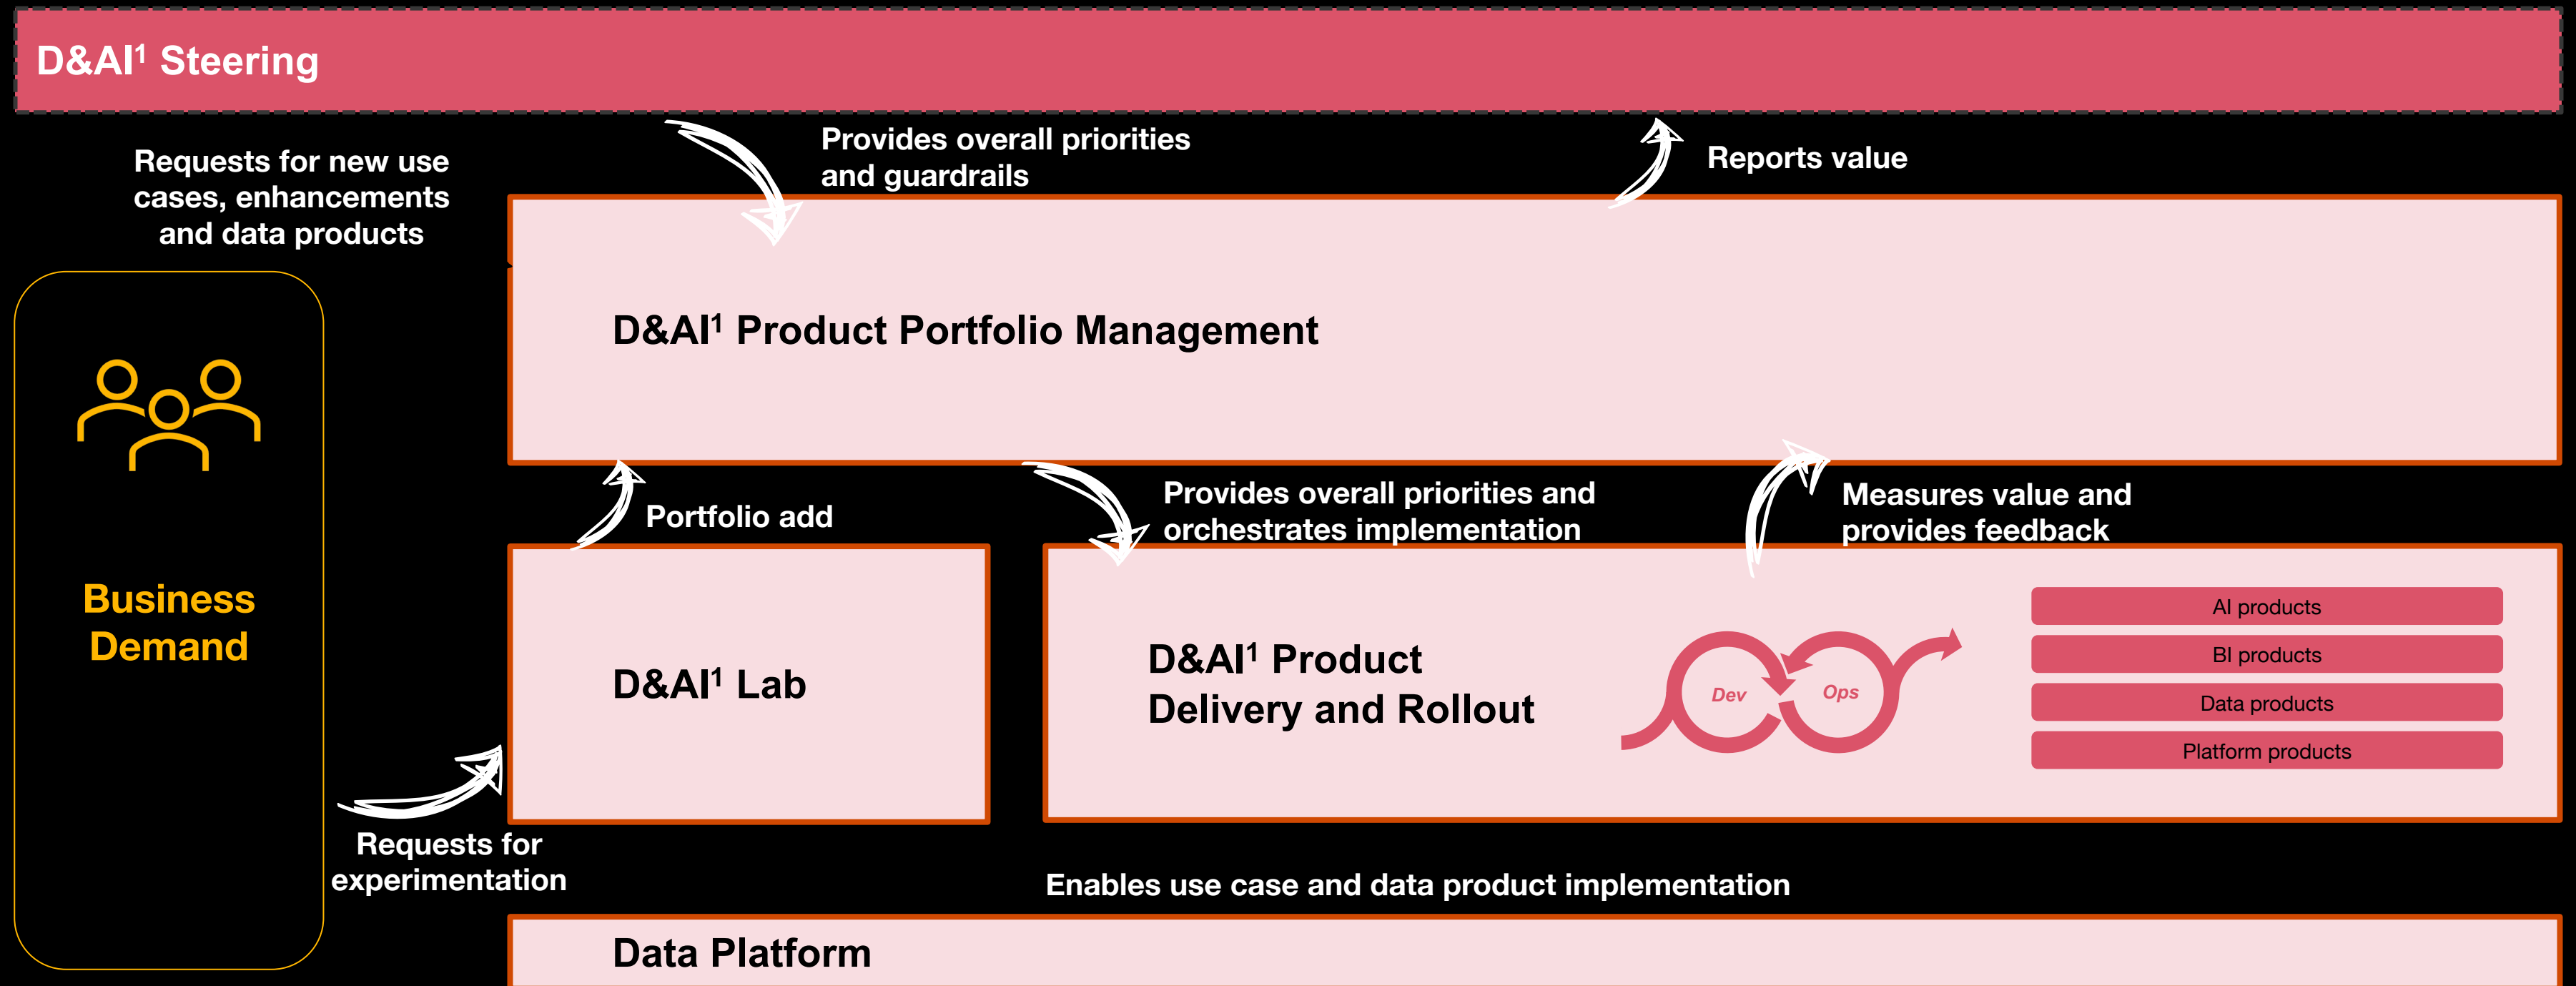 D&AI¹ Steering
Requests for new use
cases, enhancements
and data products
Provides overall priorities
and guardrails
Reports value
D&AI¹ Product Portfolio Management
Business
Demand
Portfolio add
Provides overall priorities and
orchestrates implementation
Measures value and
provides feedback
D&AI¹ Lab
D&AI¹ Product
Delivery and Rollout
Dev
Ops
AI products
BI products
Data products
Platform products
Requests for
experimentation
Enables use case and data product implementation
Data Platform